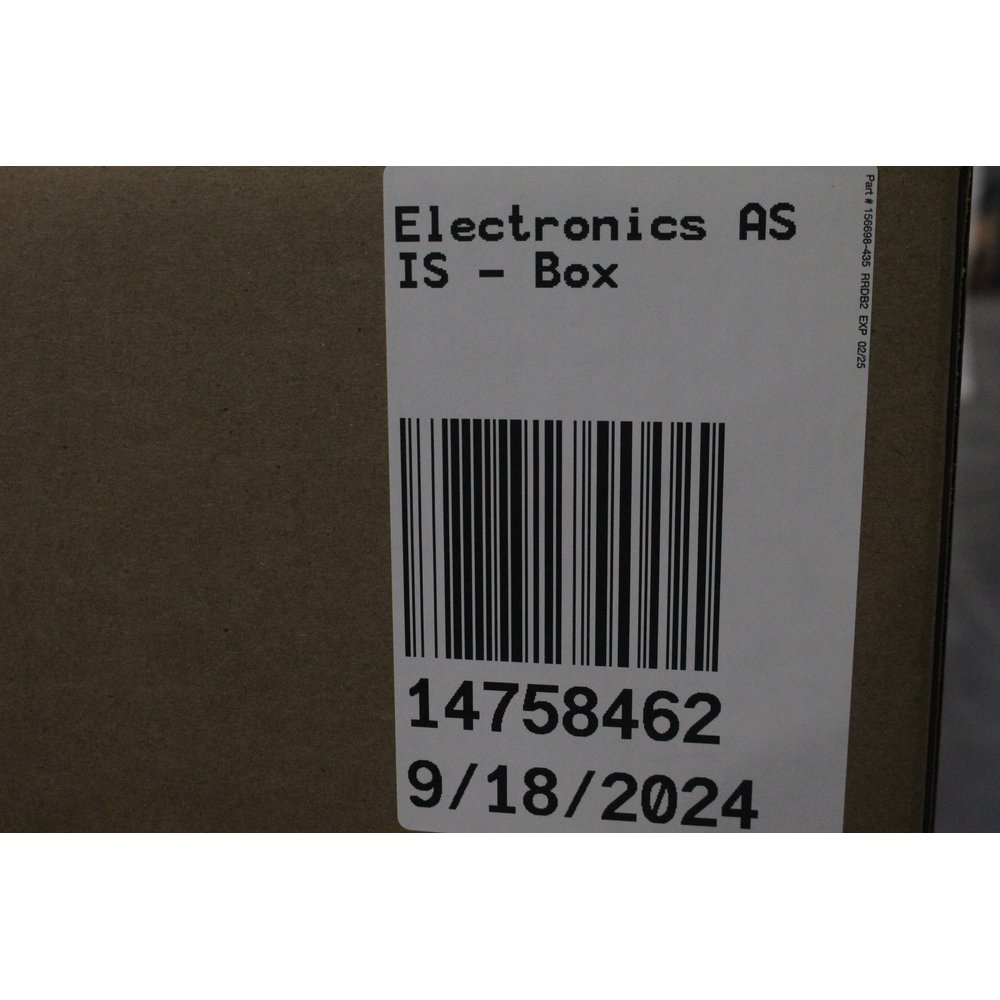 Electronics AS
IS - Box
14758462
9/18/2024
Part # 156698-435 RRDB2 EXP 02/25